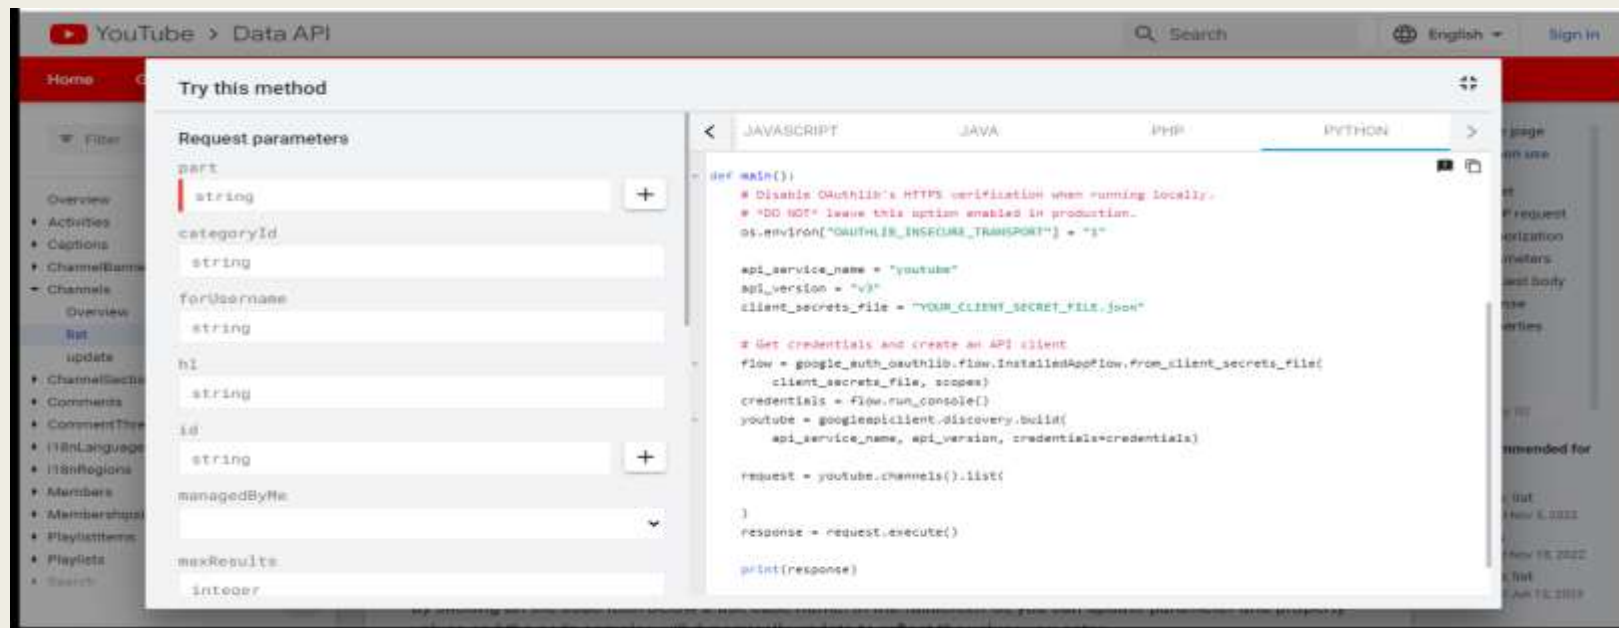 YouTube > Data API
Search
English
Sign in
Home
Try this method
Filter
Overview
Activities
Captions
Channels
Overview
list
update
Comments
I18nRegions
Members
PlaylistItems
Playlists
Search
Request parameters
part
string
+
categoryId
string
forUsername
string
hl
string
id
string
+
managedByMe
maxResults
integer
< JAVASCRIPT JAVA PHP PYTHON >
def main():
# Disable OAuthlib's HTTPS verification when running locally.
# *DO NOT* leave this option enabled in production.
os.environ["OAUTHLIB_INSECURE_TRANSPORT"] = "1"
api_service_name = "youtube"
api_version = "v3"
client_secrets_file = "YOUR_CLIENT_SECRET_FILE.json"
# Get credentials and create an API client
flow = google_auth_oauthlib.flow.InstalledAppFlow.from_client_secrets_file(
client_secrets_file, scopes)
credentials = flow.run_console()
youtube = googleapiclient.discovery.build(
api_service_name, api_version, credentials=credentials)
request = youtube.channels().list(
)
response = request.execute()
print(response)
page
request